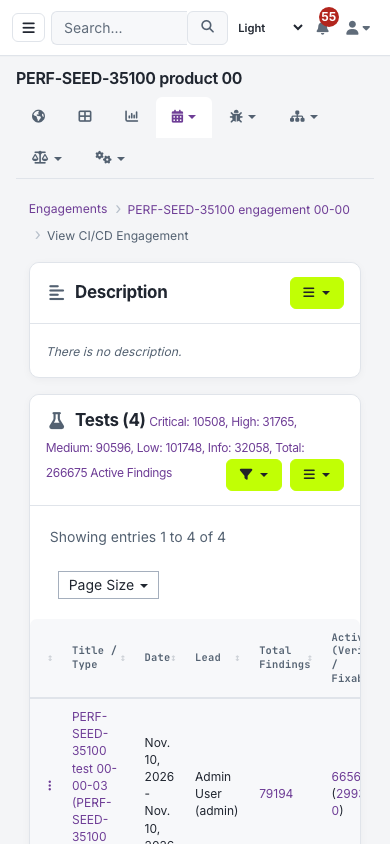 Search...
Light
55
PERF-SEED-35100 product 00
Engagements
PERF-SEED-35100 engagement 00-00
View CI/CD Engagement
Description
There is no description.
Tests (4) Critical: 10508, High: 31765,
Medium: 90596, Low: 101748, Info: 32058, Total:
266675 Active Findings
Showing entries 1 to 4 of 4
Page Size
Title /
Type
Date
Lead
Total
Findings
(Veri
/
Fixab
PERF-
SEED-
35100
test 00-
00-03
(PERF-
SEED-
35100
Nov.
10,
2026
-
Nov.
10,
2026
Admin
User
(admin)
79194
6656
(2993
0)